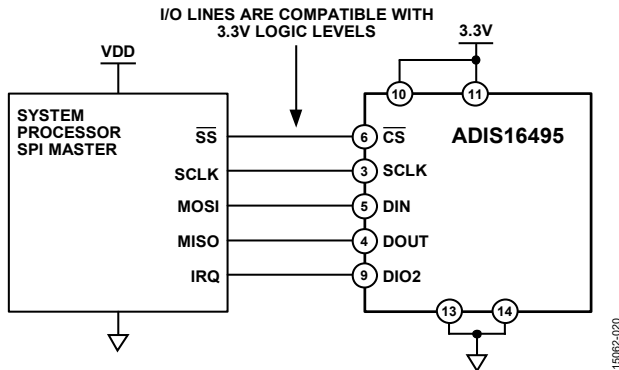 I/O LINES ARE COMPATIBLE WITH
3.3V LOGIC LEVELS
VDD
3.3V
10
11
SYSTEM
PROCESSOR
SPI MASTER
ADIS16495
SS
6
CS
SCLK
3
SCLK
MOSI
5
DIN
MISO
4
DOUT
IRQ
9
DIO2
13
14
15062-020